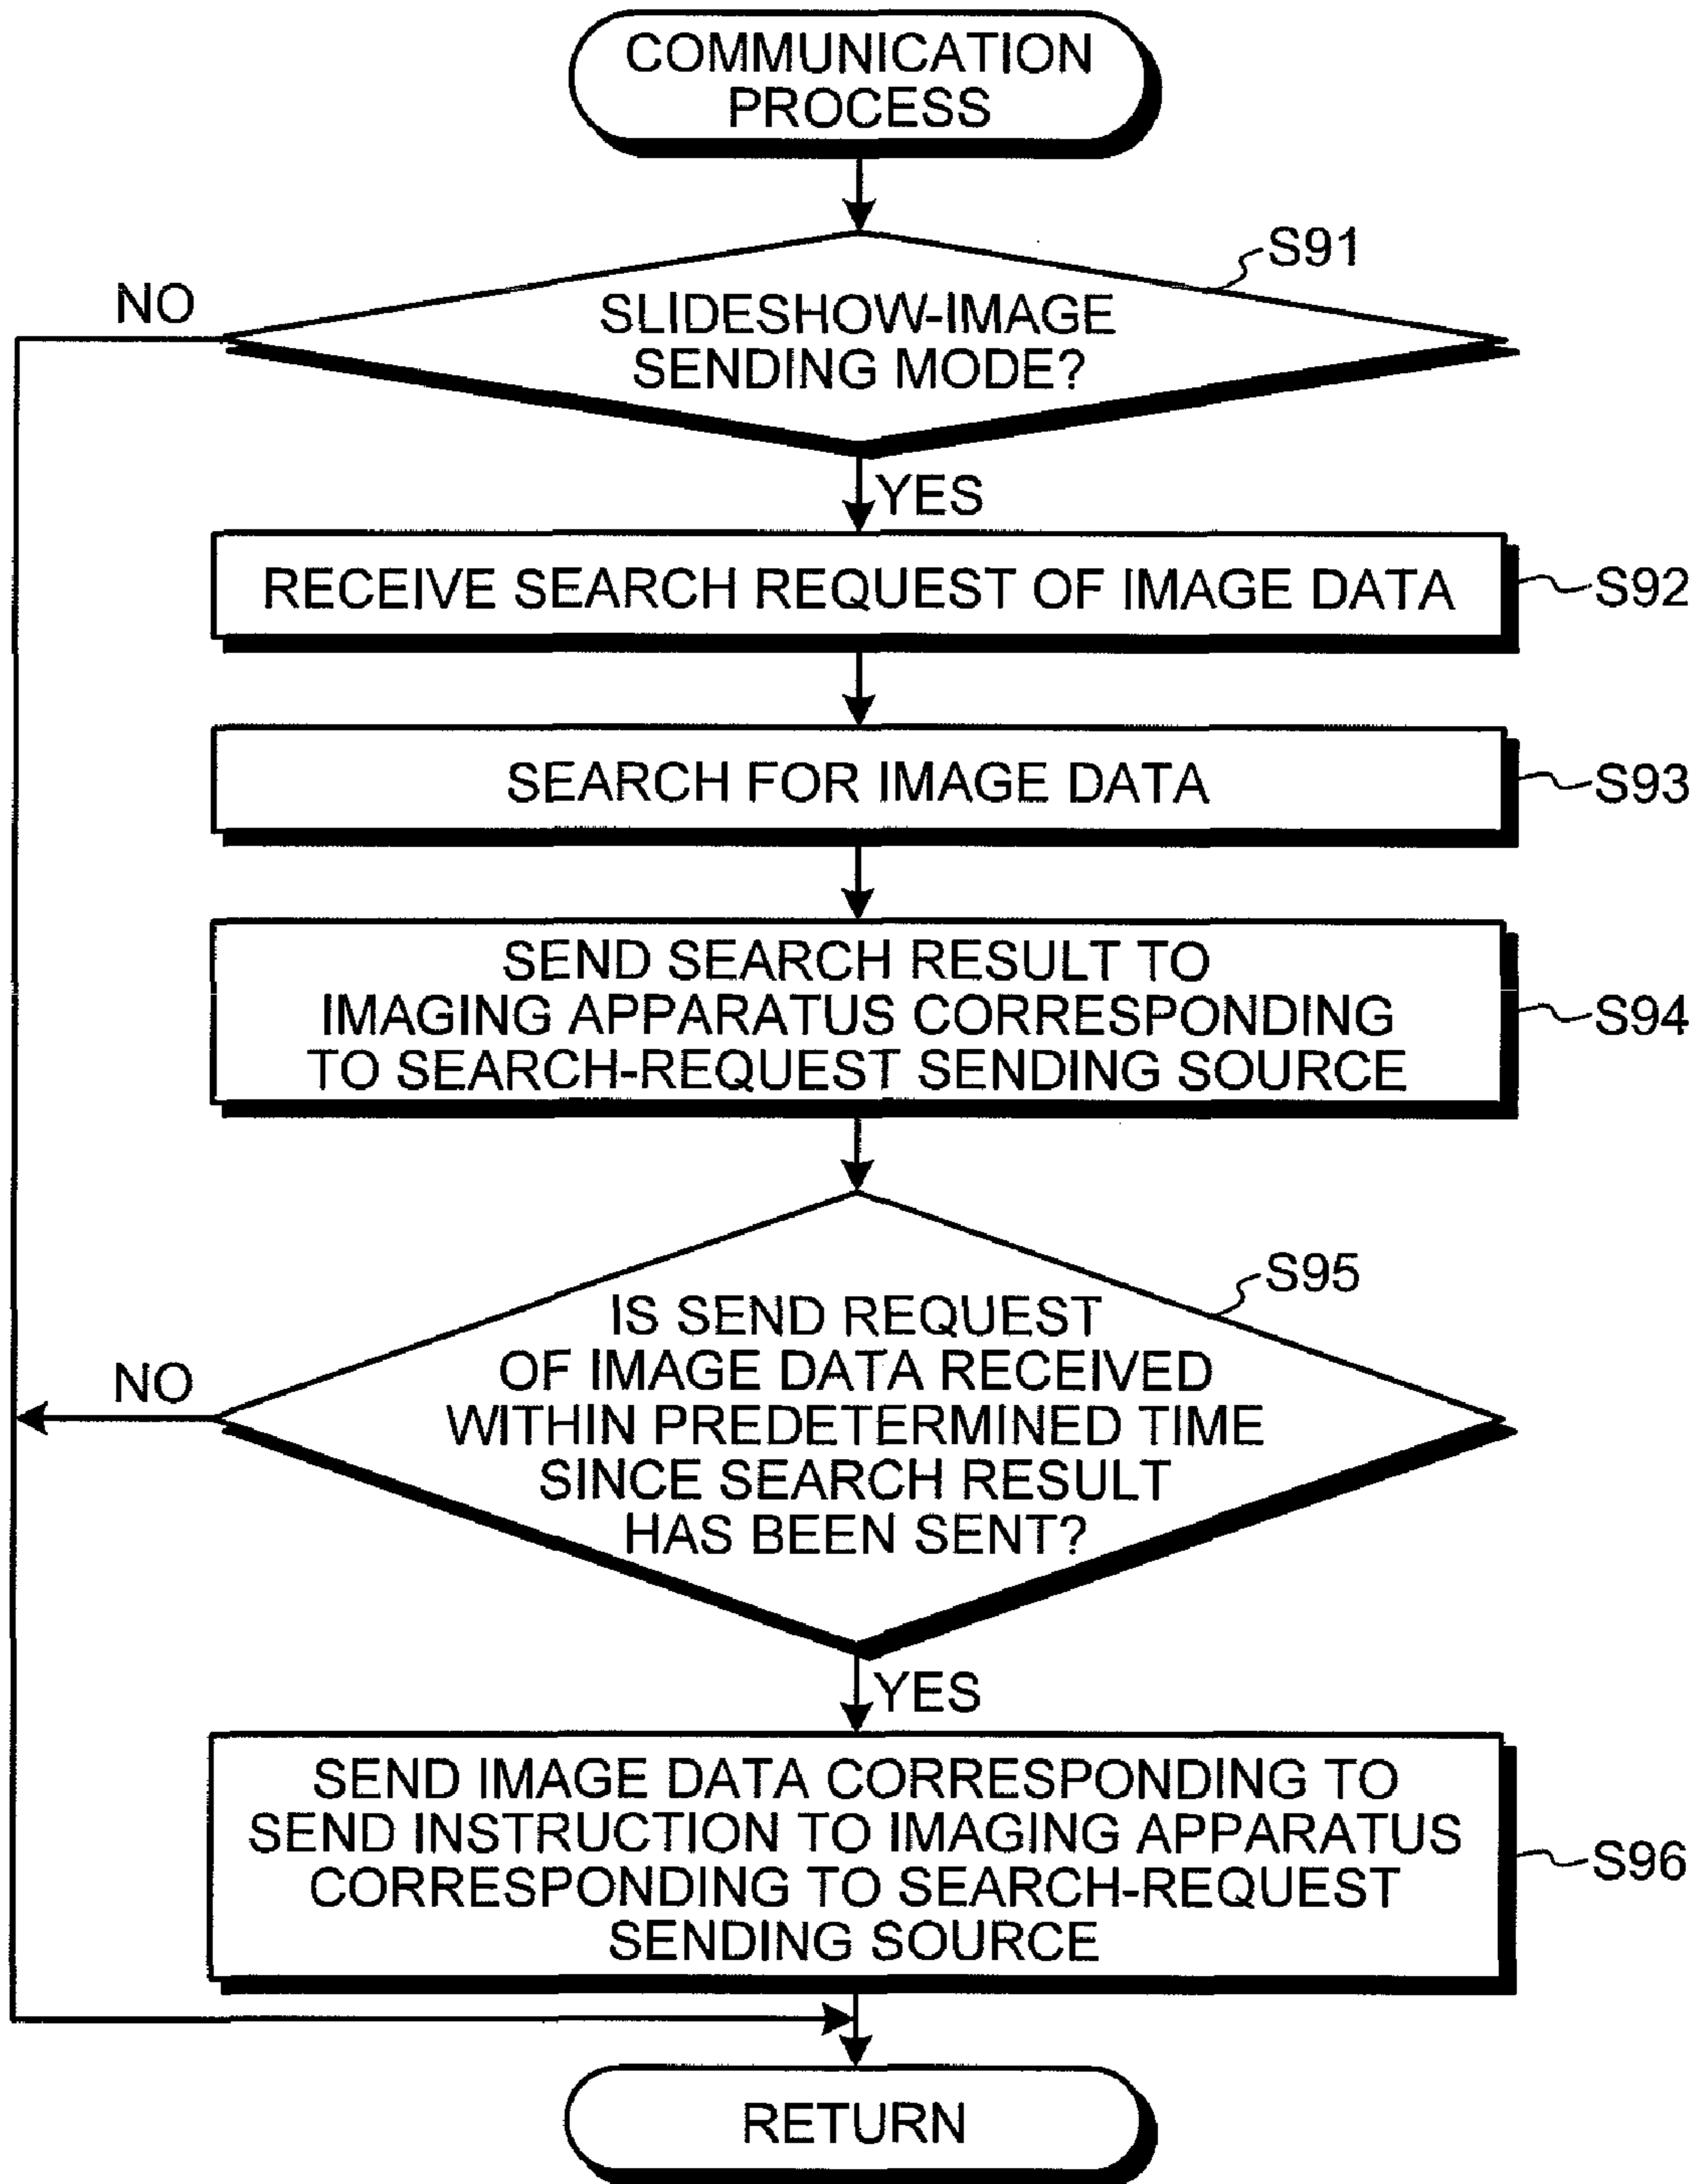 COMMUNICATION
PROCESS
S91
NO
SLIDESHOW-IMAGE
SENDING MODE?
YES
RECEIVE SEARCH REQUEST OF IMAGE DATA
S92
SEARCH FOR IMAGE DATA
S93
SEND SEARCH RESULT TO
IMAGING APPARATUS CORRESPONDING
TO SEARCH-REQUEST SENDING SOURCE
S94
S95
IS SEND REQUEST
OF IMAGE DATA RECEIVED
WITHIN PREDETERMINED TIME
SINCE SEARCH RESULT
HAS BEEN SENT?
NO
YES
SEND IMAGE DATA CORRESPONDING TO
SEND INSTRUCTION TO IMAGING APPARATUS
CORRESPONDING TO SEARCH-REQUEST
SENDING SOURCE
S96
RETURN